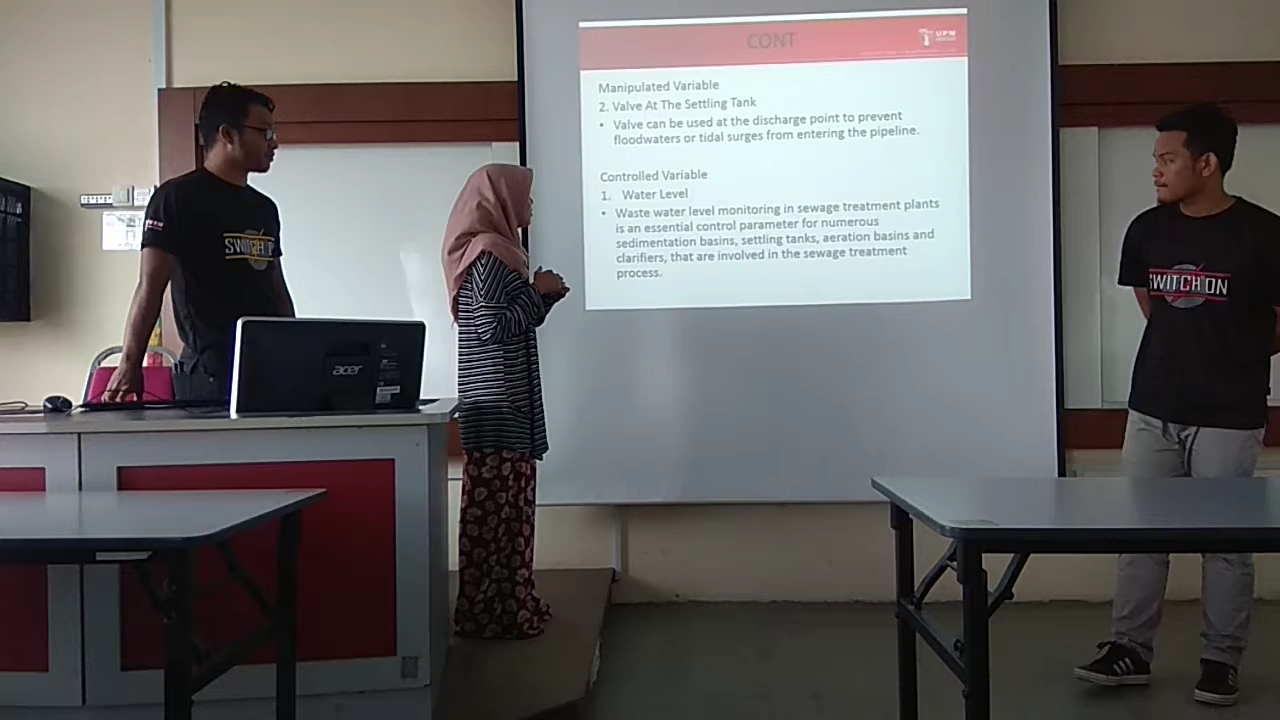 CONT
UPM
Manipulated Variable
2. Valve At The Settling Tank
• Valve can be used at the discharge point to prevent
floodwaters or tidal surges from entering the pipeline.
Controlled Variable
1. Water Level
• Waste water level monitoring in sewage treatment plants
is an essential control parameter for numerous
sedimentation basins, settling tanks, aeration basins and
clarifiers, that are involved in the sewage treatment
process.
SWITCH
SWITCH ON
acer